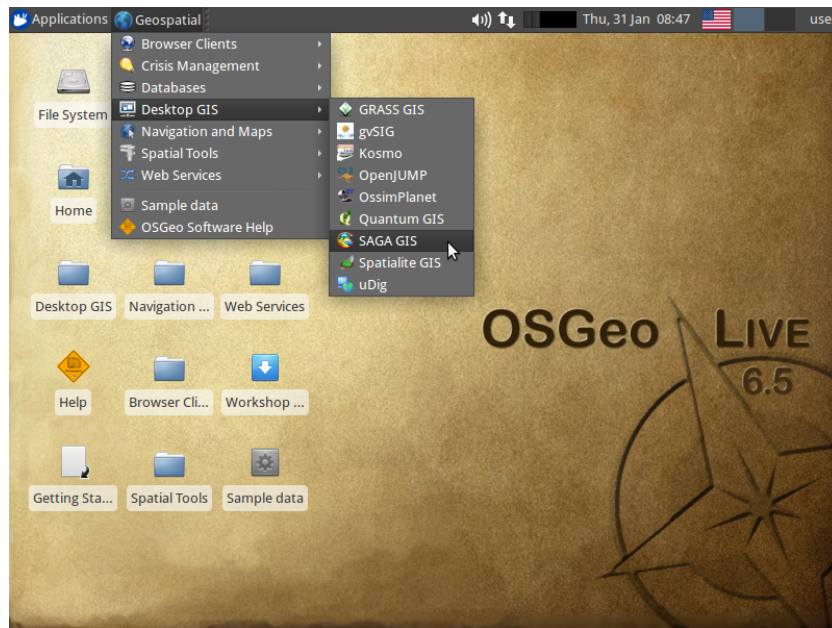 Applications Geospatial Thu, 31 Jan 08:47 use
Browser Clients
Crisis Management
Databases
Desktop GIS
Navigation and Maps
Spatial Tools
Web Services
Sample data
OSGeo Software Help
GRASS GIS
gvSIG
Kosmo
OpenJUMP
OssimPlanet
Quantum GIS
SAGA GIS
Spatialite GIS
uDig
File System
Home
Desktop GIS Navigation ... Web Services
Help Browser Cli... Workshop ...
Getting Sta... Spatial Tools Sample data
OSGeo LIVE
6.5